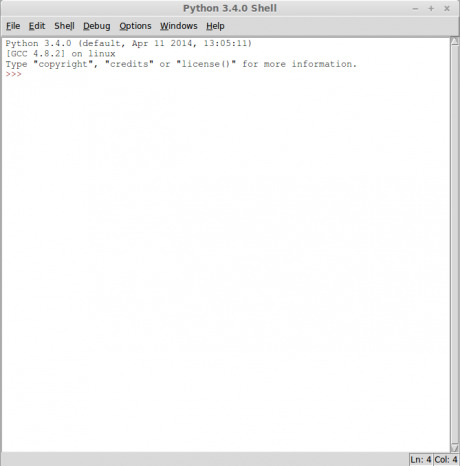 Python 3.4.0 Shell
File Edit Shell Debug Options Windows Help
Python 3.4.0 (default, Apr 11 2014, 13:05:11)
[GCC 4.8.2] on linux
Type "copyright", "credits" or "license()" for more information.
>>>
Ln: 4 Col: 4